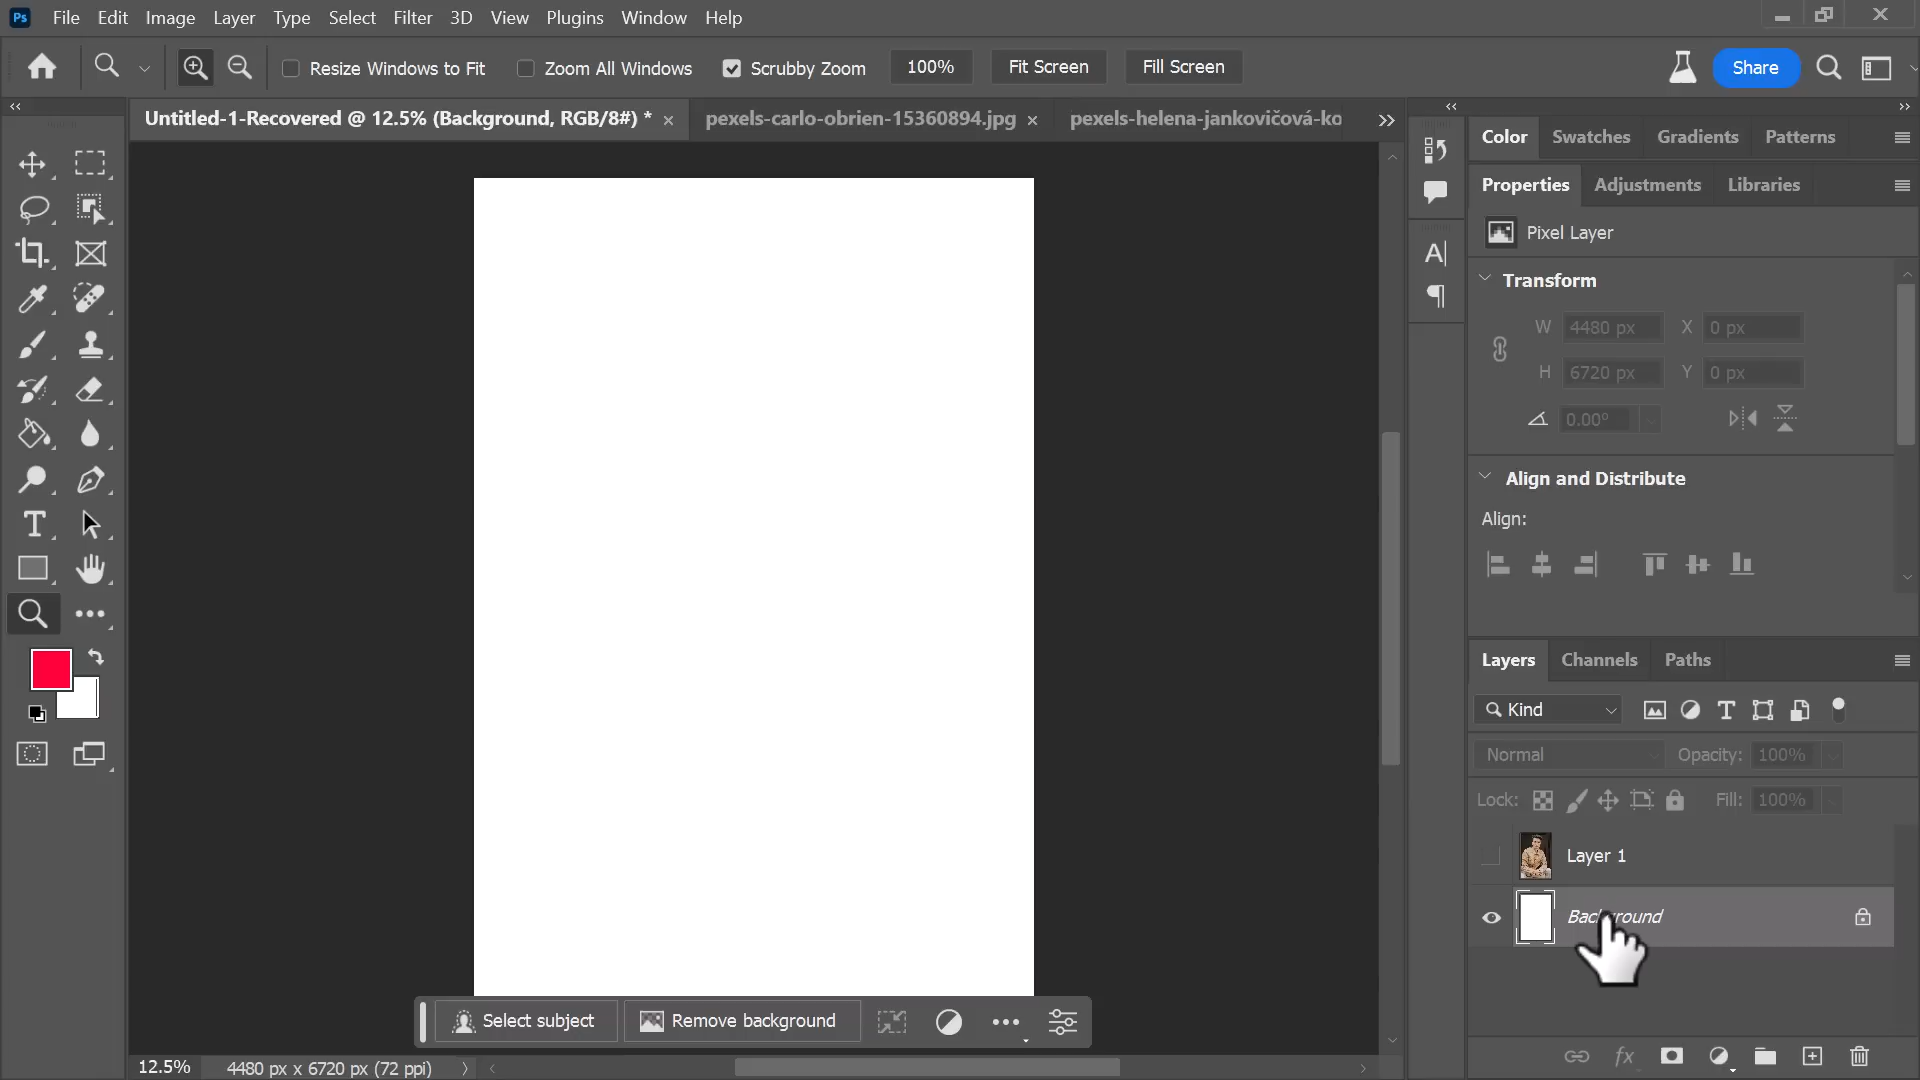 Ps File Edit Image Layer Type Select Filter 3D View Plugins Window Help
Resize Windows to Fit Zoom All Windows Scrubby Zoom 100% Fit Screen Fill Screen Share
Untitled-1-Recovered @ 12.5% (Background, RGB/8#) * × pexels-carlo-obrien-15360894.jpg × pexels-helena-jankovičová-ko
Color Swatches Gradients Patterns
Properties Adjustments Libraries
Pixel Layer
Transform
W 4480 px X 0 px
H 6720 px Y 0 px
0.00°
Align and Distribute
Align:
Layers Channels Paths
Kind
Normal Opacity: 100%
Lock: Fill: 100%
Layer 1
Background
Select subject Remove background
12.5% 4480 px x 6720 px (72 ppi)